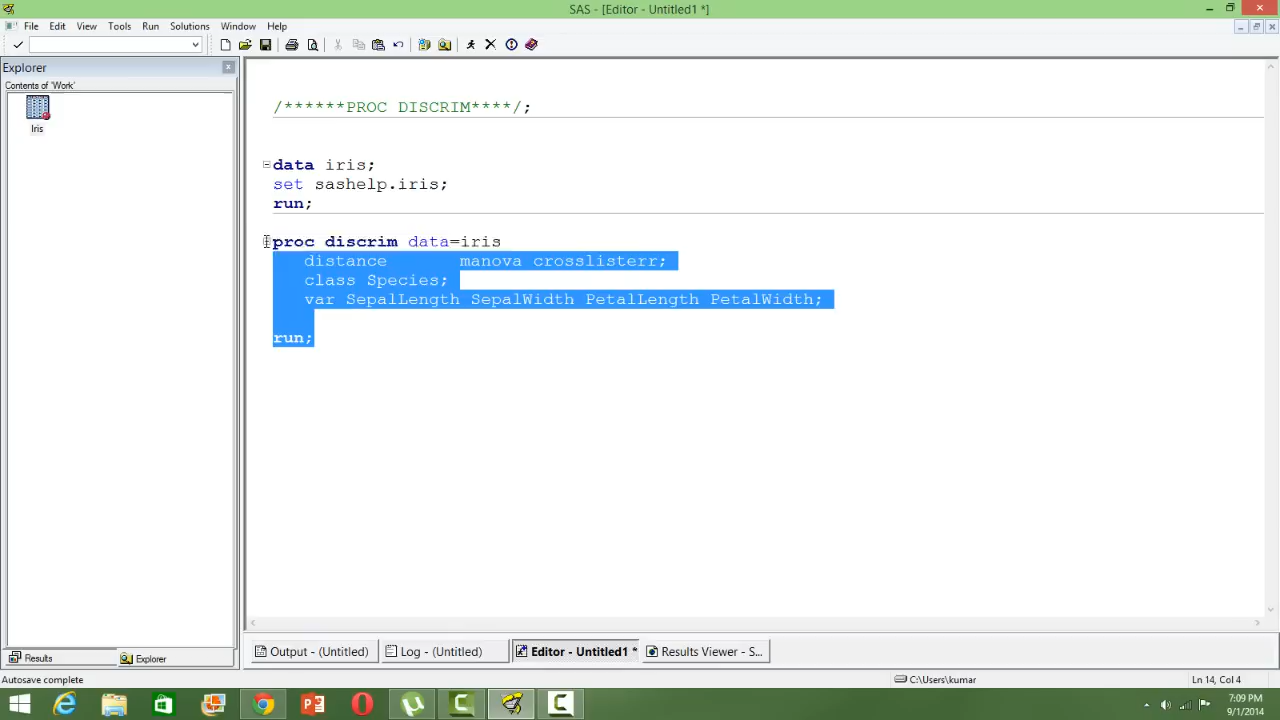 SAS - [Editor - Untitled1 *]
File Edit View Tools Run Solutions Window Help
Explorer
Contents of 'Work'
Iris
/******PROC DISCRIM****/;
data iris;
set sashelp.iris;
run;
proc discrim data=iris
distance manova crosslisterr;
class Species;
var SepalLength SepalWidth PetalLength PetalWidth;
run;
Results Explorer
Output - (Untitled) Log - (Untitled) Editor - Untitled1 * Results Viewer - S...
Autosave complete C:\Users\kumar Ln 14, Col 4
7:09 PM
9/1/2014